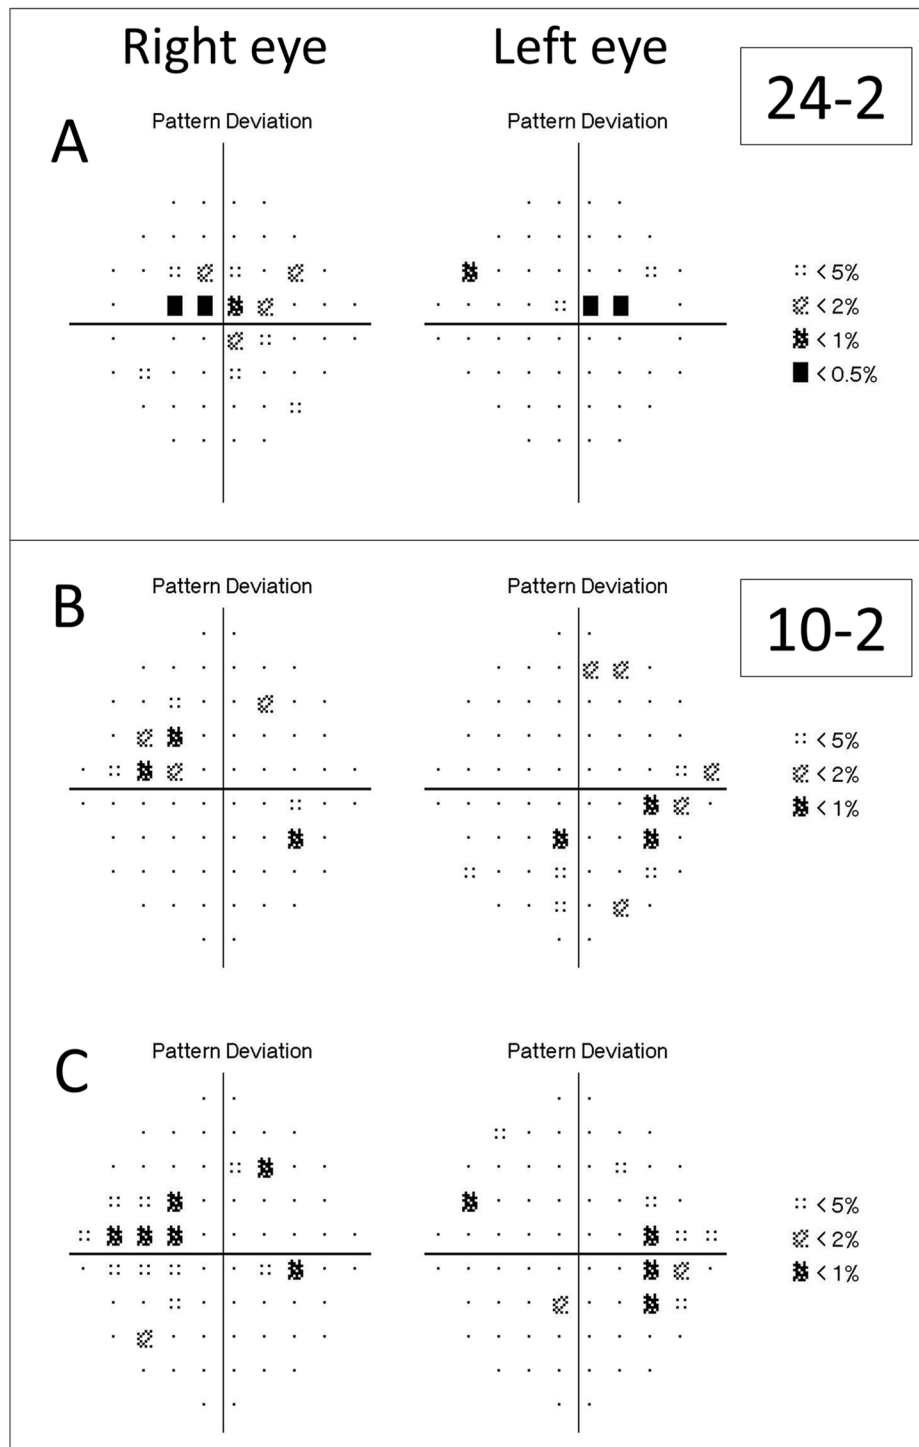 Right eye Left eye
24-2
A
Pattern Deviation Pattern Deviation
< 5%
< 2%
< 1%
< 0.5%
B
Pattern Deviation Pattern Deviation
10-2
< 5%
< 2%
< 1%
C
Pattern Deviation Pattern Deviation
< 5%
< 2%
< 1%